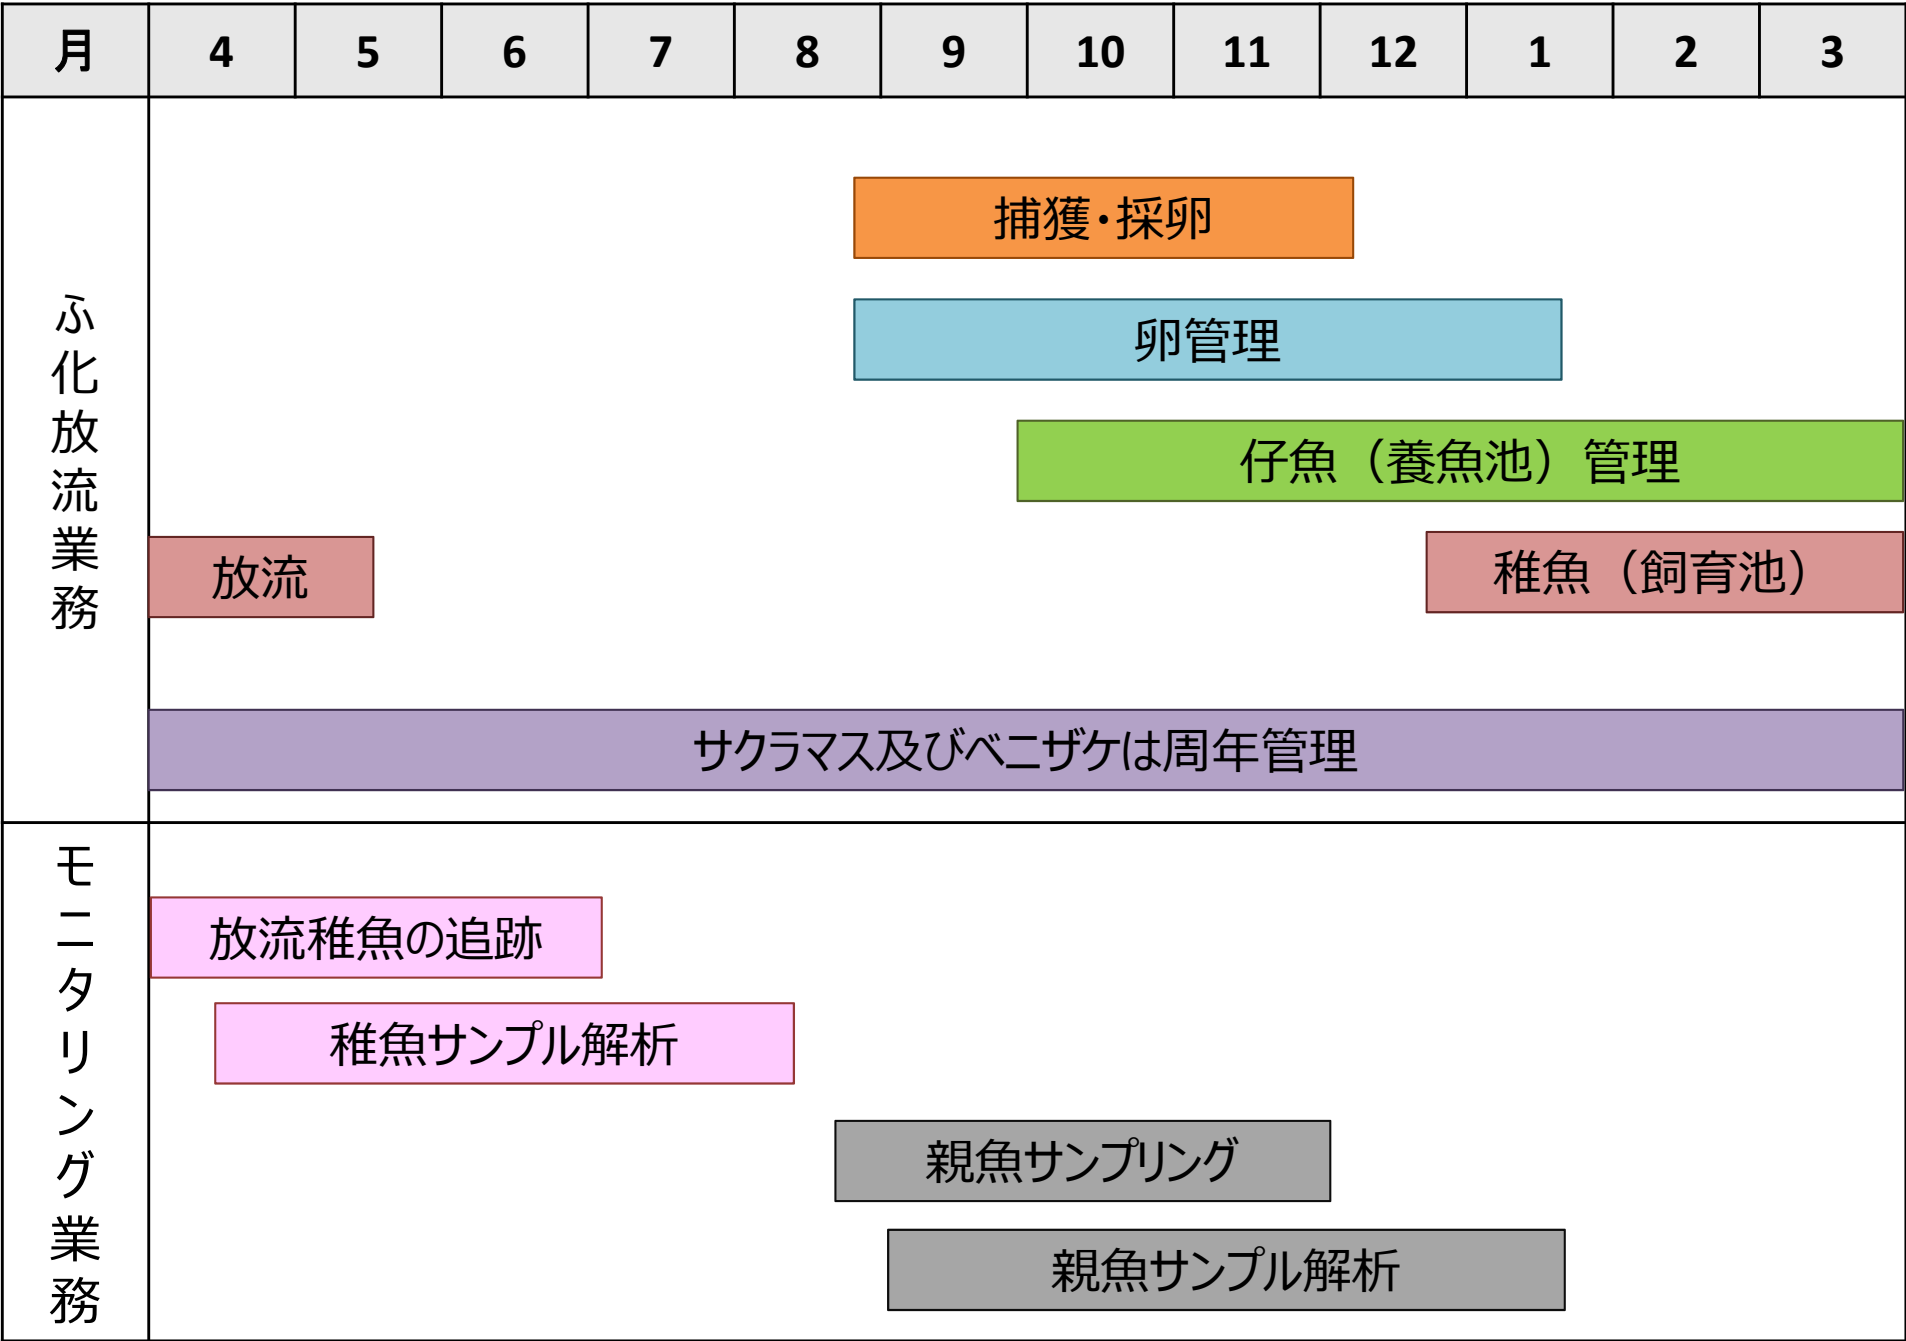 月 4 5 6 7 8 9 10 11 12 1 2 3
ふ化放流業務
捕獲・採卵
卵管理
仔魚（養魚池）管理
放流
稚魚（飼育池）
サクラマス及びベニザケは周年管理
モニタリング業務
放流稚魚の追跡
稚魚サンプル解析
親魚サンプリング
親魚サンプル解析